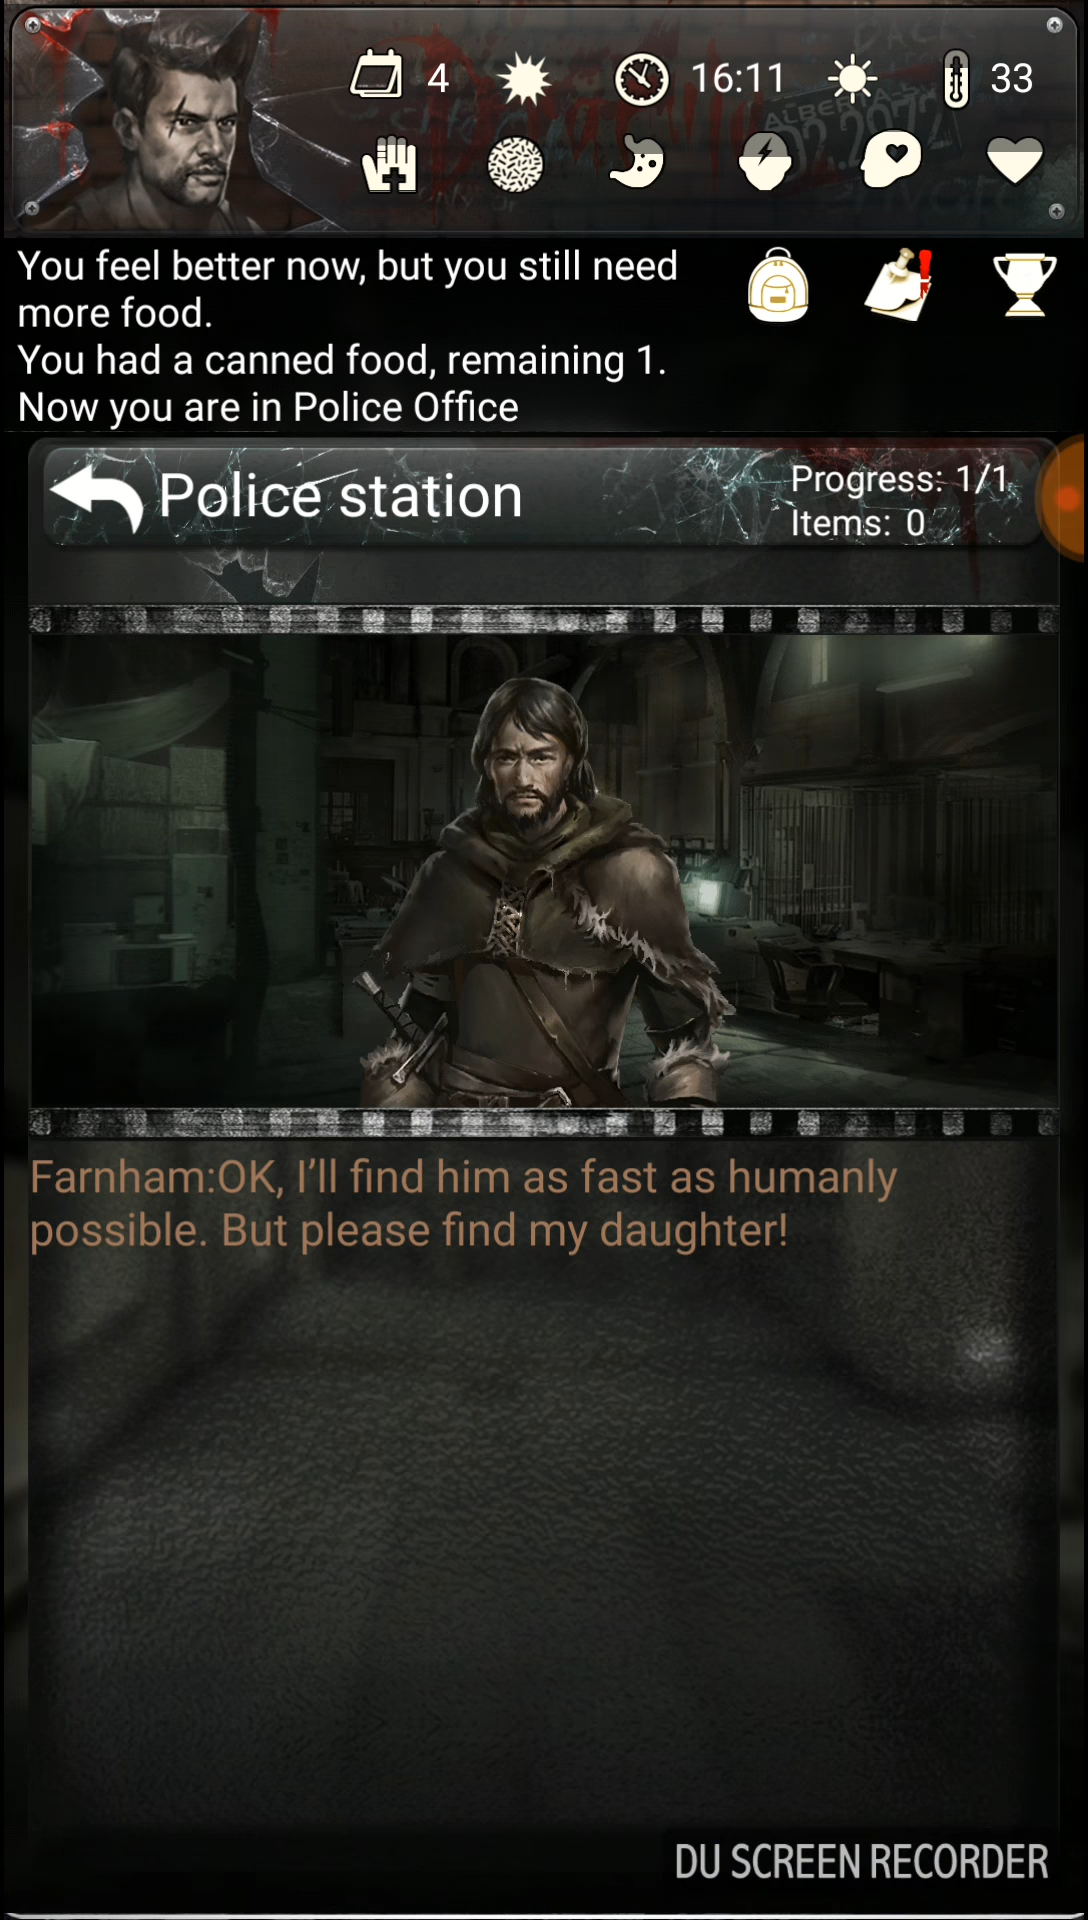 4
16:11
33
You feel better now, but you still need
more food.
You had a canned food, remaining 1.
Now you are in Police Office
Police station
Progress: 1/1
Items: 0
Farnham:OK, I’ll find him as fast as humanly
possible. But please find my daughter!
DU SCREEN RECORDER